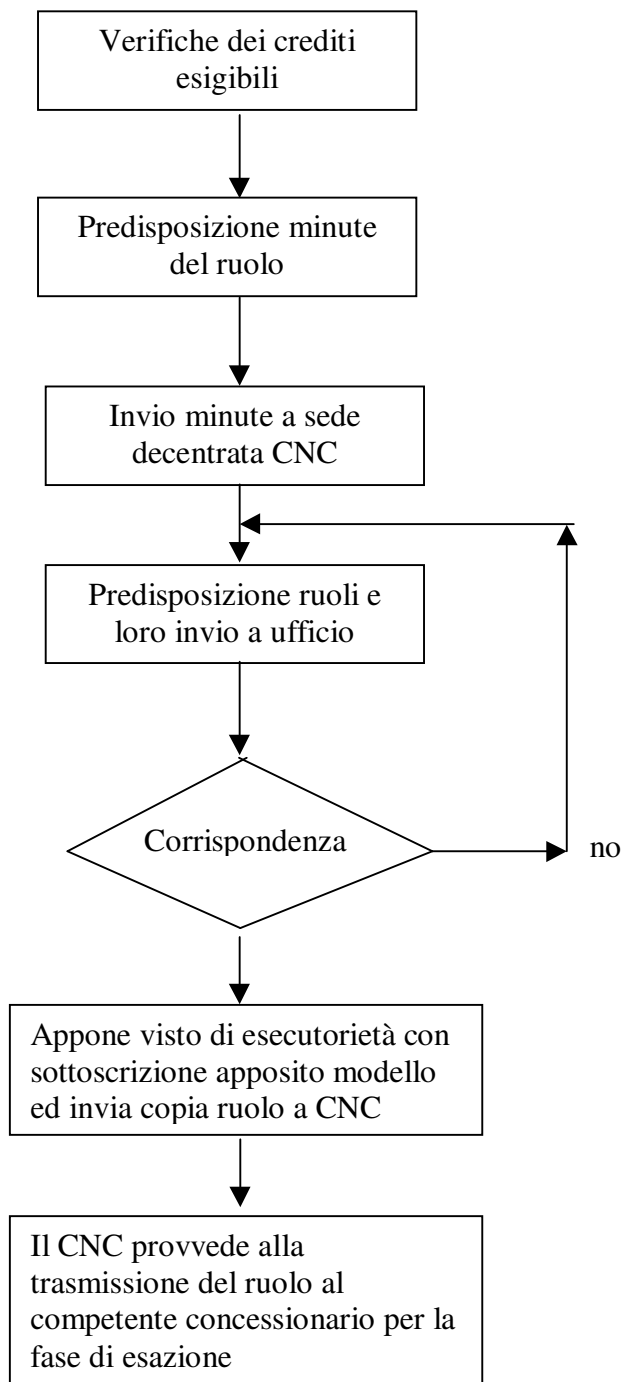 Verifiche dei crediti
esigibili
Predisposizione minute
del ruolo
Invio minute a sede
decentrata CNC
Predisposizione ruoli e
loro invio a ufficio
Corrispondenza
no
Appone visto di esecutorietà con
sottoscrizione apposito modello
ed invia copia ruolo a CNC
Il CNC provvede alla
trasmissione del ruolo al
competente concessionario per la
fase di esazione